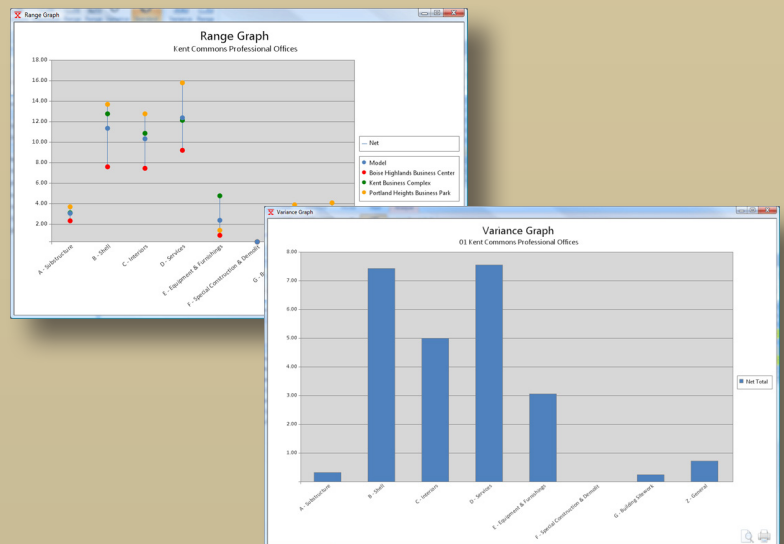 Range Graph
Range Graph
Kent Commons Professional Offices
18.00
16.00
14.00
12.00
10.00
8.00
6.00
4.00
2.00
Net
Model
Boise Highlands Business Center
Kent Business Complex
Portland Heights Business Park
A - Substructure
B - Shell
C - Interiors
D - Services
E - Equipment & Furnishings
F - Special Construction & Demolit
G - B
Variance Graph
Variance Graph
01 Kent Commons Professional Offices
8.00
7.00
6.00
5.00
4.00
3.00
2.00
1.00
Net Total
A - Substructure
B - Shell
C - Interiors
D - Services
E - Equipment & Furnishings
F - Special Construction & Demolit
G - Building Sitework
Z - General